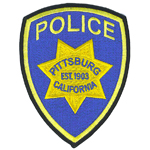 POLICE
PITTSBURG
EST. 1903
CALIFORNIA